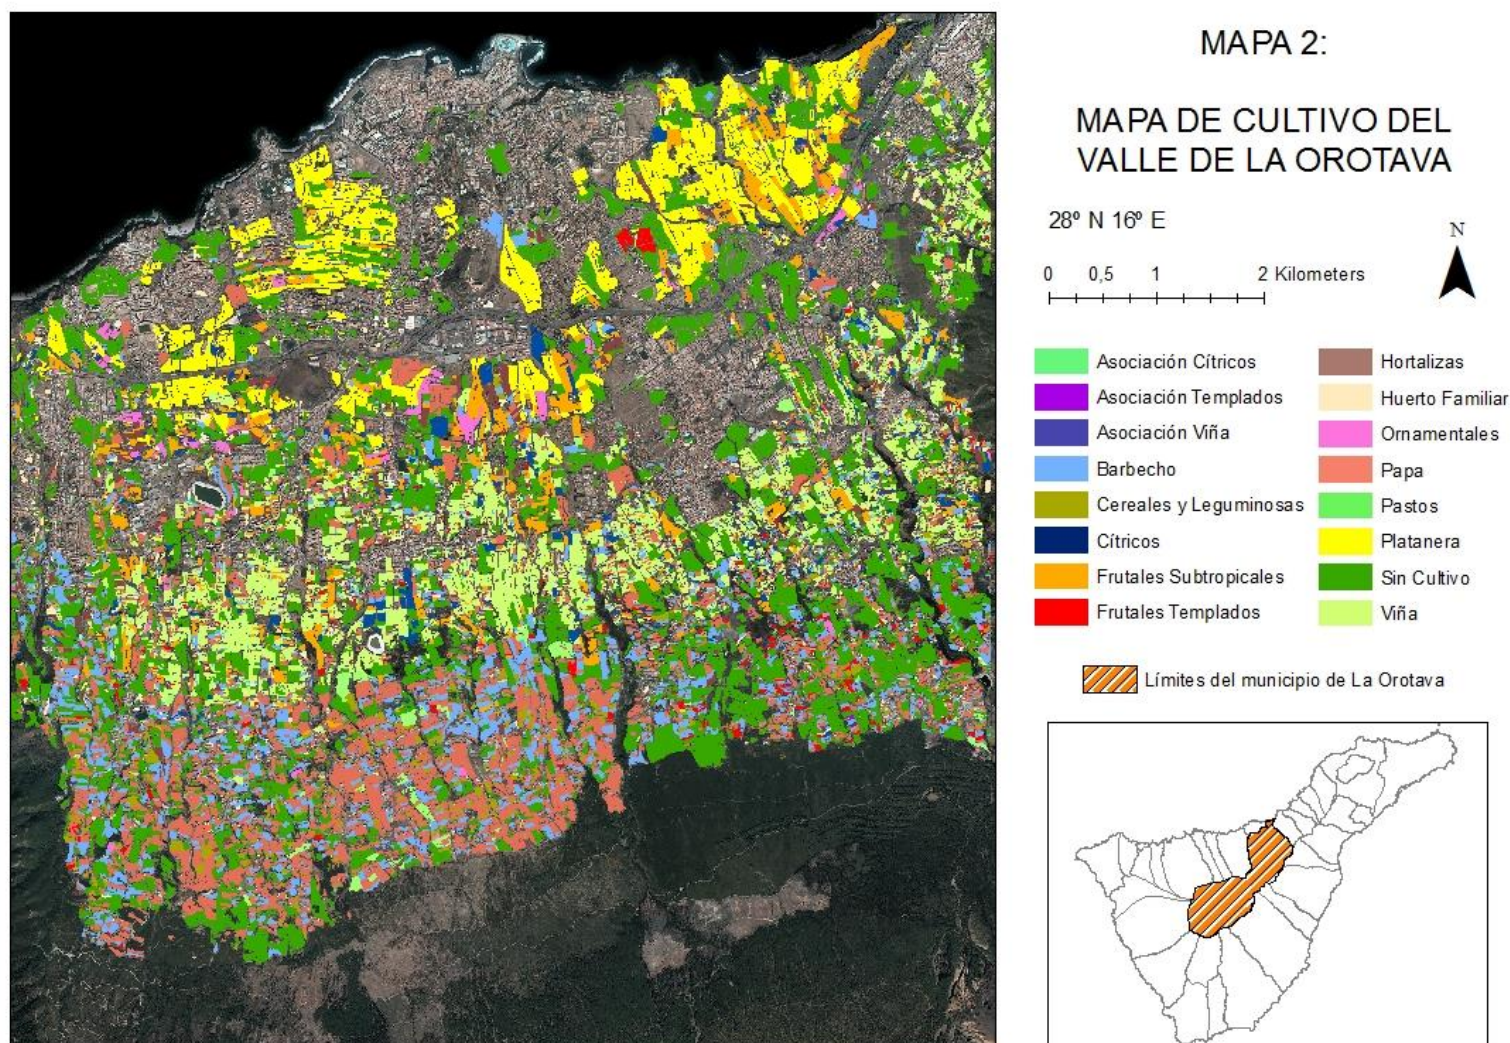 MAPA 2:
MAPA DE CULTIVO DEL
VALLE DE LA OROTAVA
28º N 16º E
N
0 0,5 1 2 Kilometers
Asociación Cítricos
Asociación Templados
Asociación Viña
Barbecho
Cereales y Leguminosas
Cítricos
Frutales Subtropicales
Frutales Templados
Hortalizas
Huerto Familiar
Ornamentales
Papa
Pastos
Platanera
Sin Cultivo
Viña
Límites del municipio de La Orotava